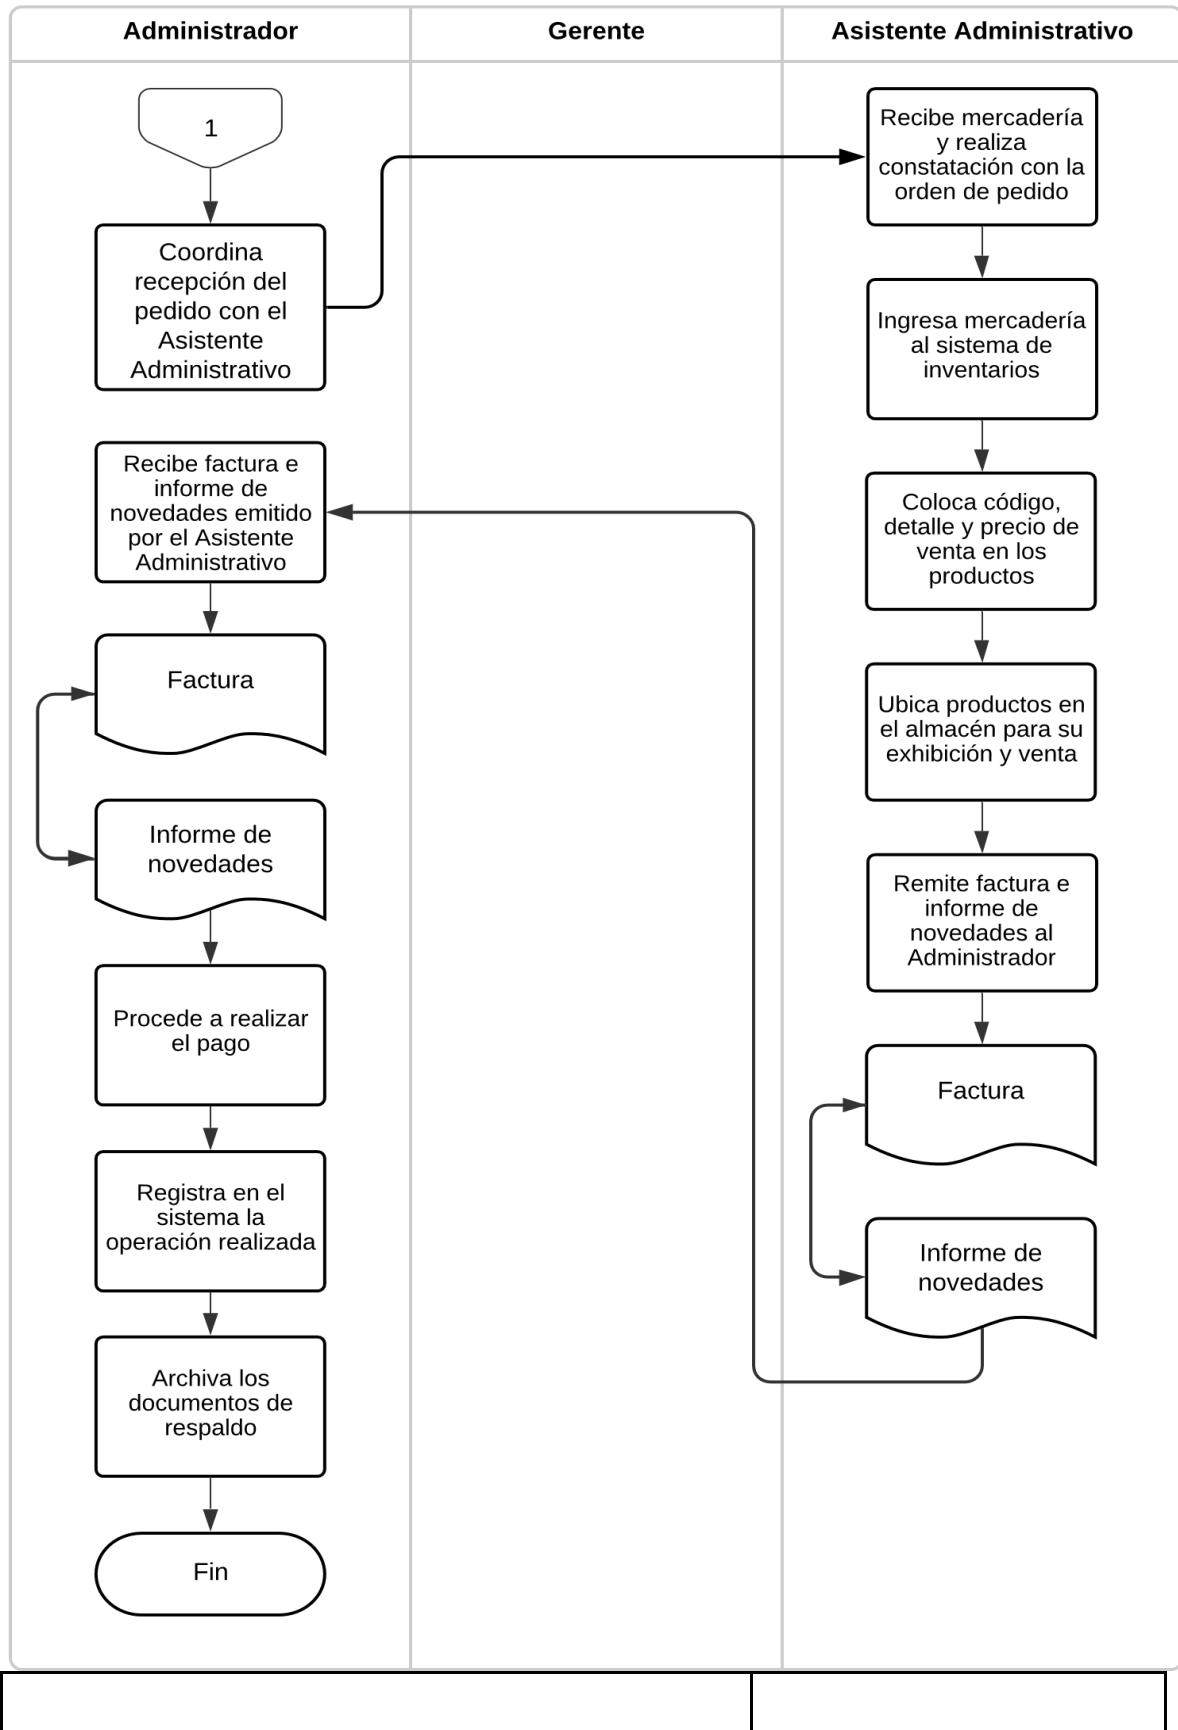 Administrador
Gerente
Asistente Administrativo
1
Coordina
recepción del
pedido con el
Asistente
Administrativo
Recibe factura e
informe de
novedades emitido
por el Asistente
Administrativo
Factura
Informe de
novedades
Procede a realizar
el pago
Registra en el
sistema la
operación realizada
Archiva los
documentos de
respaldo
Fin
Recibe mercadería
y realiza
constatación con la
orden de pedido
Ingresa mercadería
al sistema de
inventarios
Coloca código,
detalle y precio de
venta en los
productos
Ubica productos en
el almacén para su
exhibición y venta
Remite factura e
informe de
novedades al
Administrador
Factura
Informe de
novedades